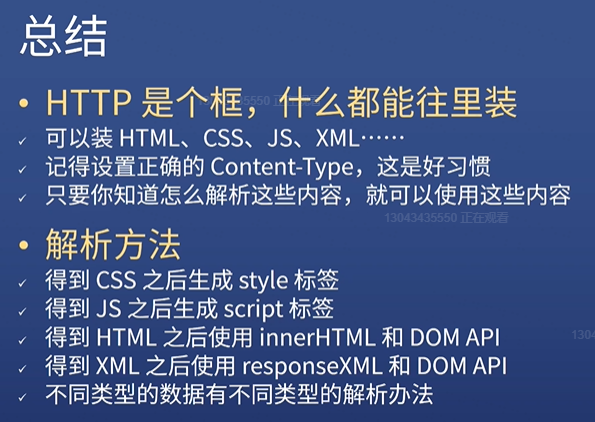 总结
• HTTP 是个框，什么都能往里装
✓ 可以装 HTML、CSS、JS、XML……
✓ 记得设置正确的 Content-Type，这是好习惯
✓ 只要你知道怎么解析这些内容，就可以使用这些内容
13043435550 正在观看
• 解析方法
✓ 得到 CSS 之后生成 style 标签
✓ 得到 JS 之后生成 script 标签
✓ 得到 HTML 之后使用 innerHTML 和 DOM API
✓ 得到 XML 之后使用 responseXML 和 DOM API
✓ 不同类型的数据有不同类型的解析办法